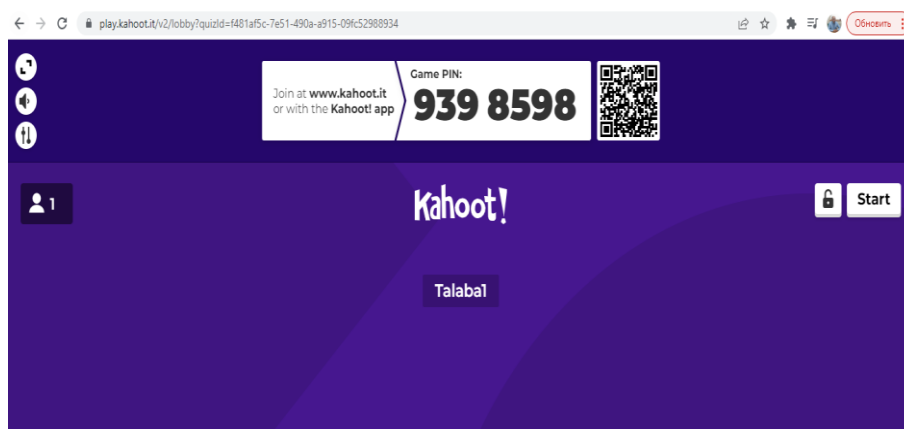 play.kahoot.it/v2/lobby?quizId=f481af5c-7e51-490a-a915-09fc52988934
Обновить
Join at www.kahoot.it
or with the Kahoot! app
Game PIN:
939 8598
1
Kahoot!
Start
Talaba1